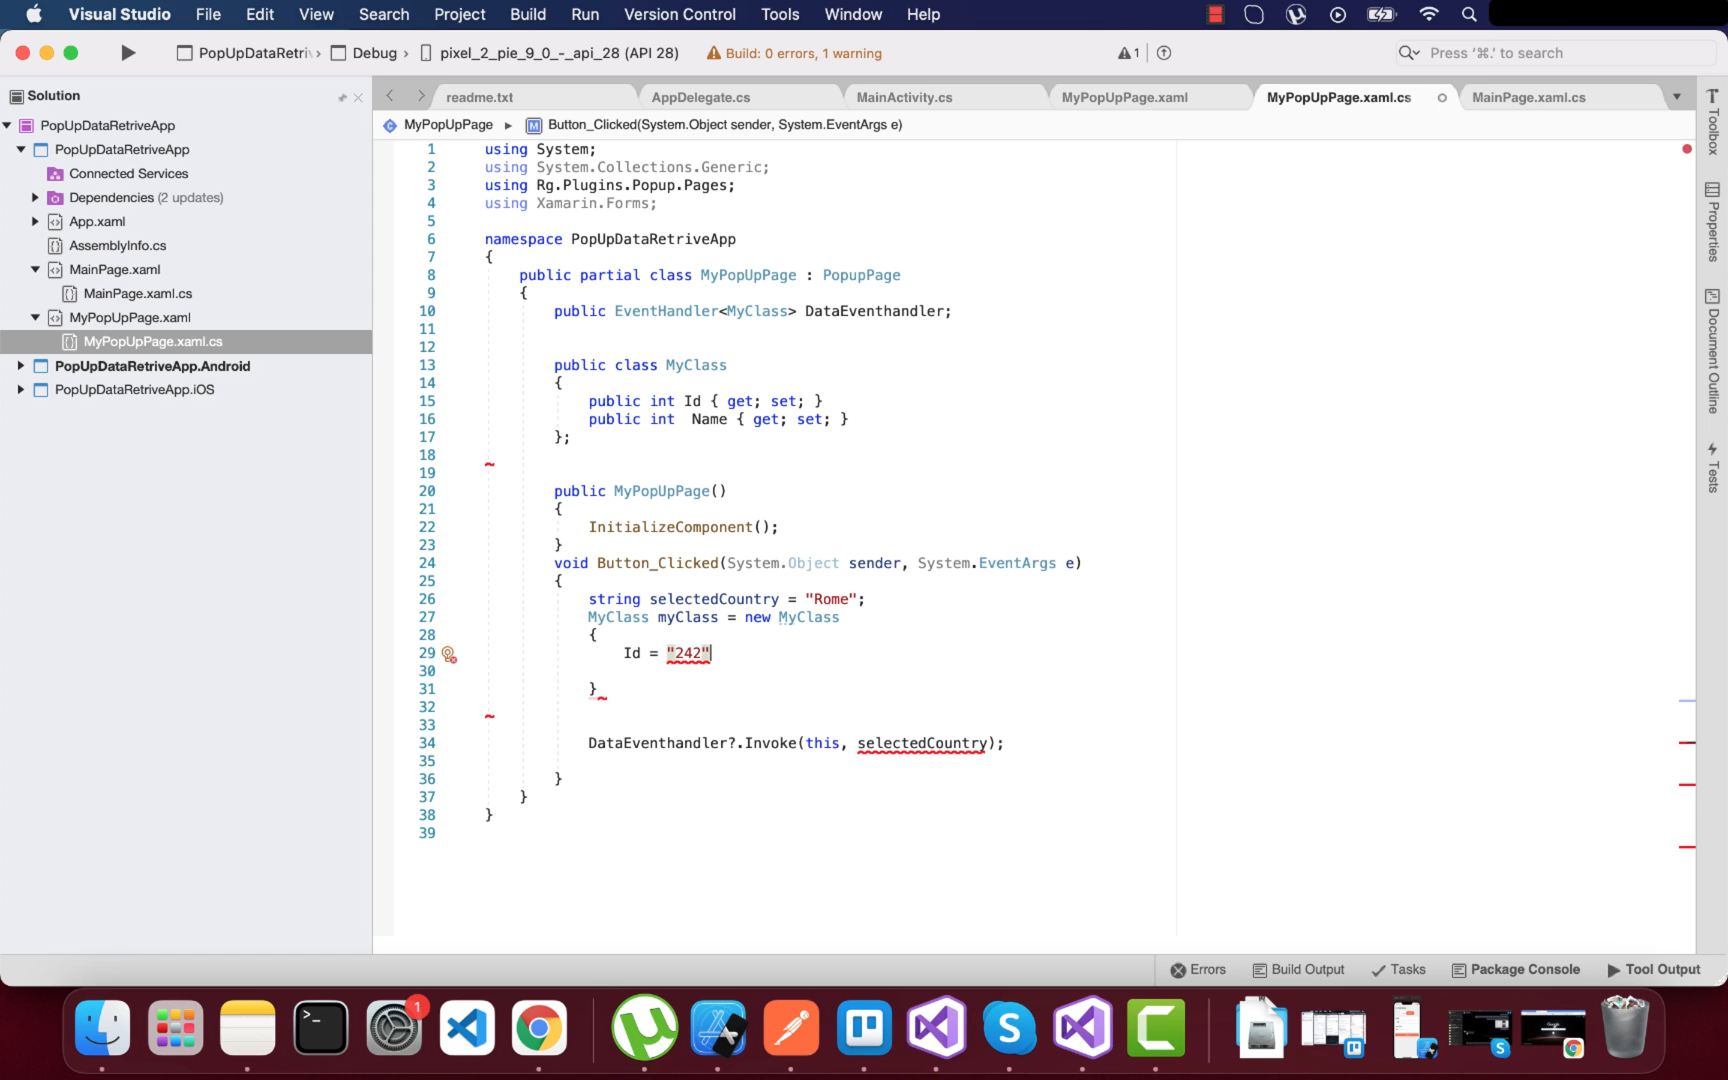 Visual Studio File Edit View Search Project Build Run Version Control Tools Window Help
PopUpDataRetriv › Debug › pixel_2_pie_9_0_-_api_28 (API 28) Build: 0 errors, 1 warning 1 Press ‘⌘.’ to search
Solution
PopUpDataRetriveApp
PopUpDataRetriveApp
Connected Services
Dependencies (2 updates)
App.xaml
AssemblyInfo.cs
MainPage.xaml
MainPage.xaml.cs
MyPopUpPage.xaml
MyPopUpPage.xaml.cs
PopUpDataRetriveApp.Android
PopUpDataRetriveApp.iOS
readme.txt AppDelegate.cs MainActivity.cs MyPopUpPage.xaml MyPopUpPage.xaml.cs MainPage.xaml.cs
MyPopUpPage ▸ M Button_Clicked(System.Object sender, System.EventArgs e)
1 using System;
2 using System.Collections.Generic;
3 using Rg.Plugins.Popup.Pages;
4 using Xamarin.Forms;
5
6 namespace PopUpDataRetriveApp
7 {
8 public partial class MyPopUpPage : PopupPage
9 {
10 public EventHandler<MyClass> DataEventhandler;
11
12
13 public class MyClass
14 {
15 public int Id { get; set; }
16 public int  Name { get; set; }
17 };
18
19
20 public MyPopUpPage()
21 {
22 InitializeComponent();
23 }
24 void Button_Clicked(System.Object sender, System.EventArgs e)
25 {
26 string selectedCountry = "Rome";
27 MyClass myClass = new MyClass
28 {
29 Id = "242"
30
31 }
32
33
34 DataEventhandler?.Invoke(this, selectedCountry);
35
36 }
37 }
38 }
39
Toolbox
Properties
Document Outline
Tests
Errors Build Output Tasks Package Console Tool Output
1